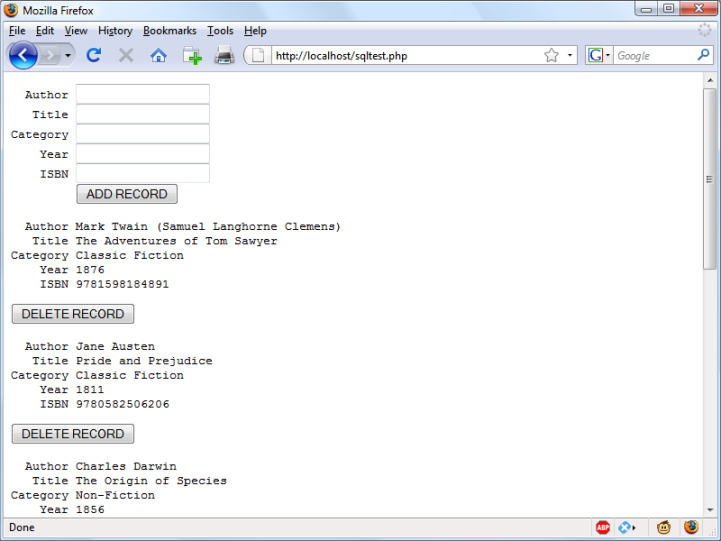 Mozilla Firefox
File Edit View History Bookmarks Tools Help
http://localhost/sqltest.php
G Google
Author
Title
Category
Year
ISBN
ADD RECORD
Author Mark Twain (Samuel Langhorne Clemens)
Title The Adventures of Tom Sawyer
Category Classic Fiction
Year 1876
ISBN 9781598184891
DELETE RECORD
Author Jane Austen
Title Pride and Prejudice
Category Classic Fiction
Year 1811
ISBN 9780582506206
DELETE RECORD
Author Charles Darwin
Title The Origin of Species
Category Non-Fiction
Year 1856
Done
ABP